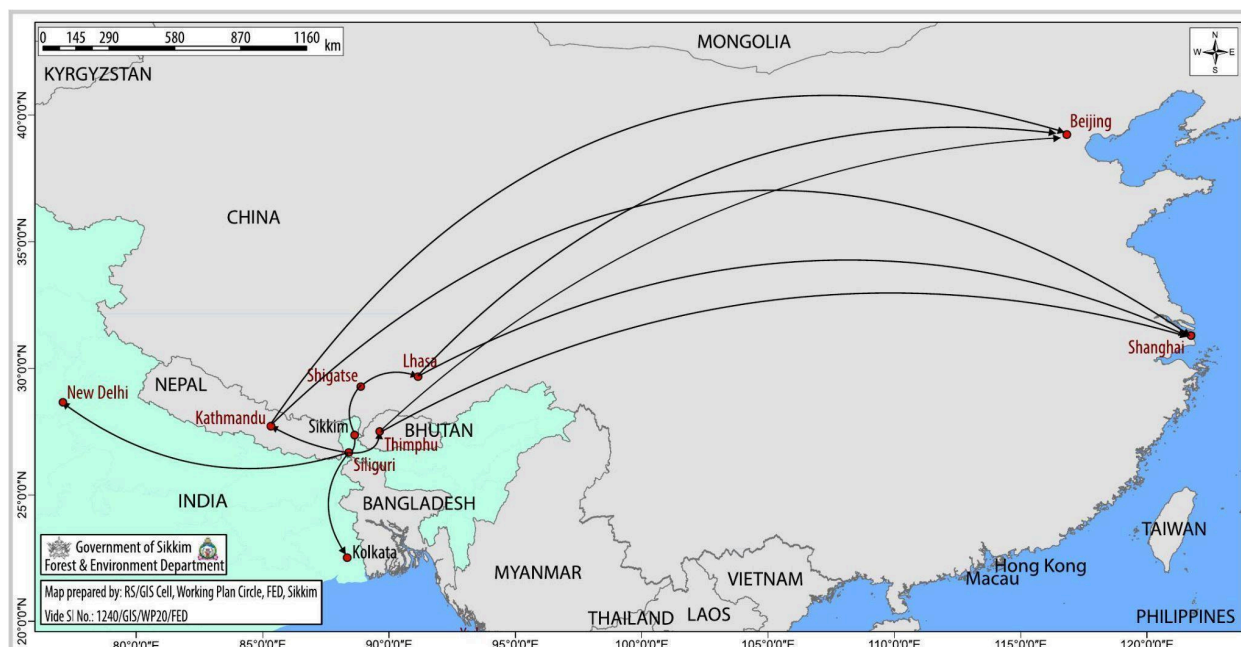 0 145 290 580 870 1160 km
MONGOLIA
N
W E
S
KYRGYZSTAN
40°0'0"N
Beijing
CHINA
35°0'0"N
Shanghai
30°0'0"N
Lhasa
Shigatse
NEPAL
New Delhi
Kathmandu
Sikkim
BHUTAN
Thimphu
Siliguri
25°0'0"N
INDIA
BANGLADESH
TAIWAN
Kolkata
Government of Sikkim
Forest & Environment Department
Hong Kong
Macau
MYANMAR
VIETNAM
Map prepared by: RS/GIS Cell, Working Plan Circle, FED, Sikkim
Vide Sl No.: 1240/GIS/WP20/FED
THAILAND
LAOS
PHILIPPINES
20°0'0"N
80°0'0"E 85°0'0"E 90°0'0"E 95°0'0"E 100°0'0"E 105°0'0"E 110°0'0"E 115°0'0"E 120°0'0"E